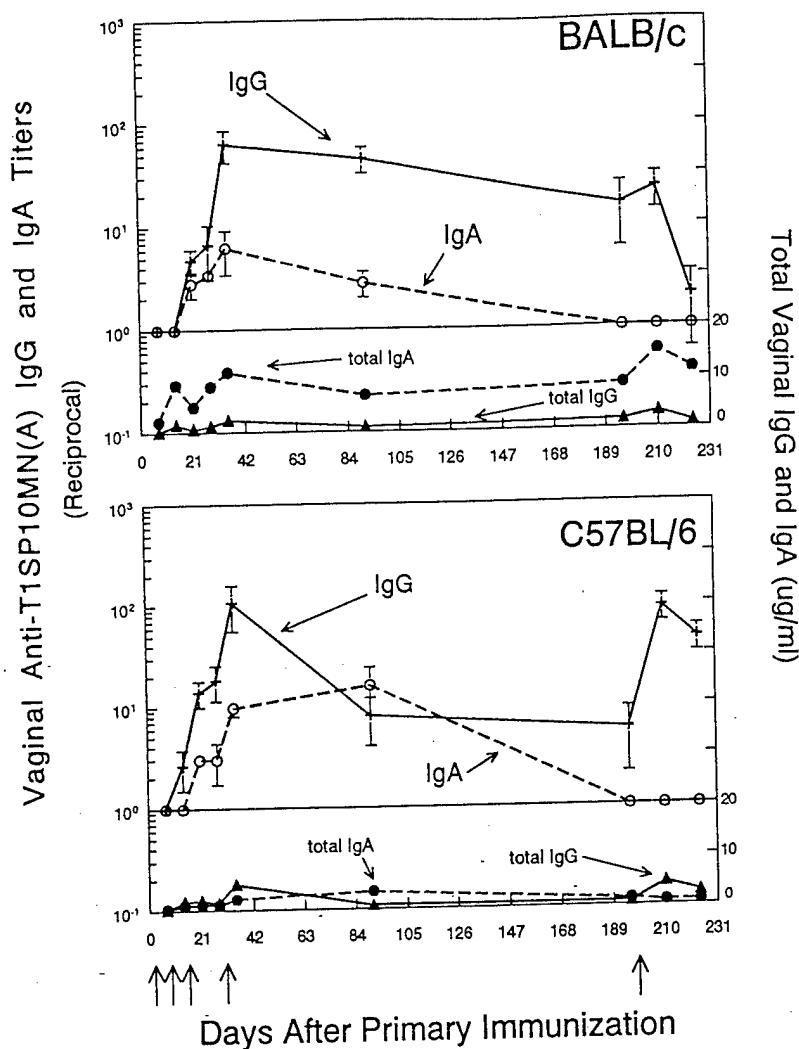 BALB/c
Vaginal Anti-T1SP10MN(A) IgG and IgA Titers
(Reciprocal)
Total Vaginal IgG and IgA (ug/ml)
10³
10²
10¹
10⁰
10⁻¹
IgG
IgA
total IgA
total IgG
20
10
0
0 21 42 63 84 105 126 147 168 189 210 231
C57BL/6
10³
10²
10¹
10⁰
10⁻¹
IgG
IgA
total IgA
total IgG
20
10
0
0 21 42 63 84 105 126 147 168 189 210 231
Days After Primary Immunization